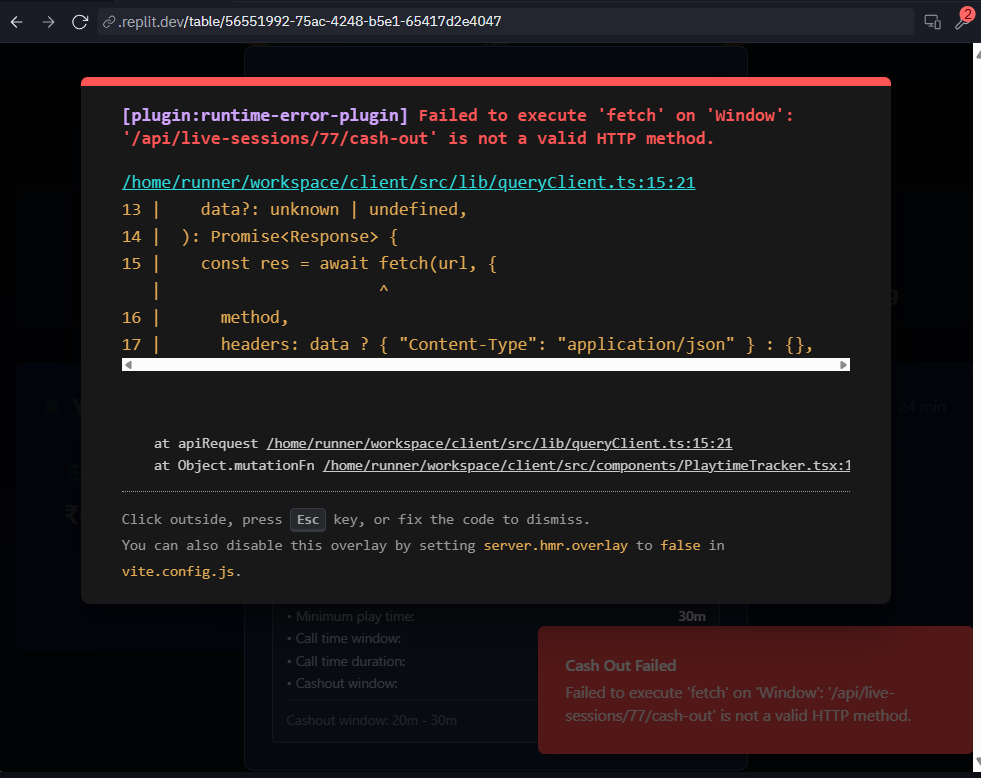 .replit.dev/table/56551992-75ac-4248-b5e1-65417d2e4047
2
[plugin:runtime-error-plugin] Failed to execute 'fetch' on 'Window':
'/api/live-sessions/77/cash-out' is not a valid HTTP method.
/home/runner/workspace/client/src/lib/queryClient.ts:15:21
13 | data?: unknown | undefined,
14 | ): Promise<Response> {
15 | const res = await fetch(url, {
| ^
16 | method,
17 | headers: data ? { "Content-Type": "application/json" } : {},
24 min
at apiRequest /home/runner/workspace/client/src/lib/queryClient.ts:15:21
at Object.mutationFn /home/runner/workspace/client/src/components/PlaytimeTracker.tsx:1
₹
Click outside, press Esc key, or fix the code to dismiss.
You can also disable this overlay by setting server.hmr.overlay to false in
vite.config.js.
• Minimum play time: 30m
• Call time window:
• Call time duration:
• Cashout window:
Cashout window: 20m - 30m
Cash Out Failed
Failed to execute 'fetch' on 'Window': '/api/live-
sessions/77/cash-out' is not a valid HTTP method.